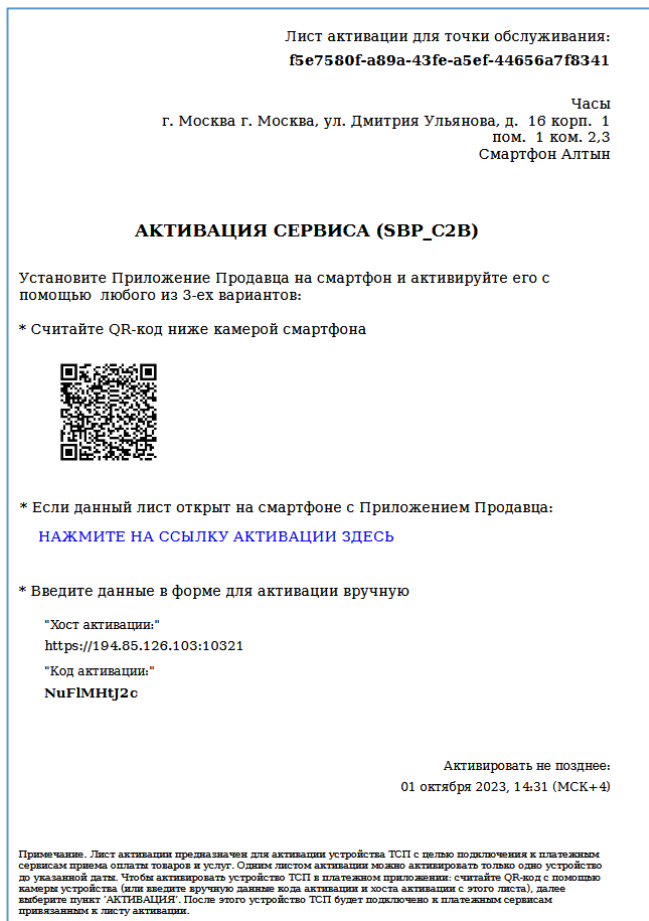 Лист активации для точки обслуживания:
f5e7580f-a89a-43fe-a5ef-44656a7f8341
Часы
г. Москва г. Москва, ул. Дмитрия Ульянова, д. 16 корп. 1
пом. 1 ком. 2,3
Смартфон Алтын
АКТИВАЦИЯ СЕРВИСА (SBP_C2B)
Установите Приложение Продавца на смартфон и активируйте его с
помощью любого из 3-ех вариантов:
* Считайте QR-код ниже камерой смартфона
* Если данный лист открыт на смартфоне с Приложением Продавца:
НАЖМИТЕ НА ССЫЛКУ АКТИВАЦИИ ЗДЕСЬ
* Введите данные в форме для активации вручную
"Хост активации:"
https://194.85.126.103:10321
"Код активации:"
NuFlMHtJ2c
Активировать не позднее:
01 октября 2023, 14:31 (МСК+4)
Примечание. Лист активации предназначен для активации устройства ТСП с целью подключения к платежным
сервисам приема оплаты товаров и услуг. Одним листом активации можно активировать только одно устройство
до указанной даты. Чтобы активировать устройство ТСП в платежном приложении: считайте QR-код с помощью
камеры устройства (или введите вручную данные кода активации и хоста активации с этого листа), далее
выберите пункт 'АКТИВАЦИЯ'. После этого устройство ТСП будет подключено к платежным сервисам
привязанным к листу активации.